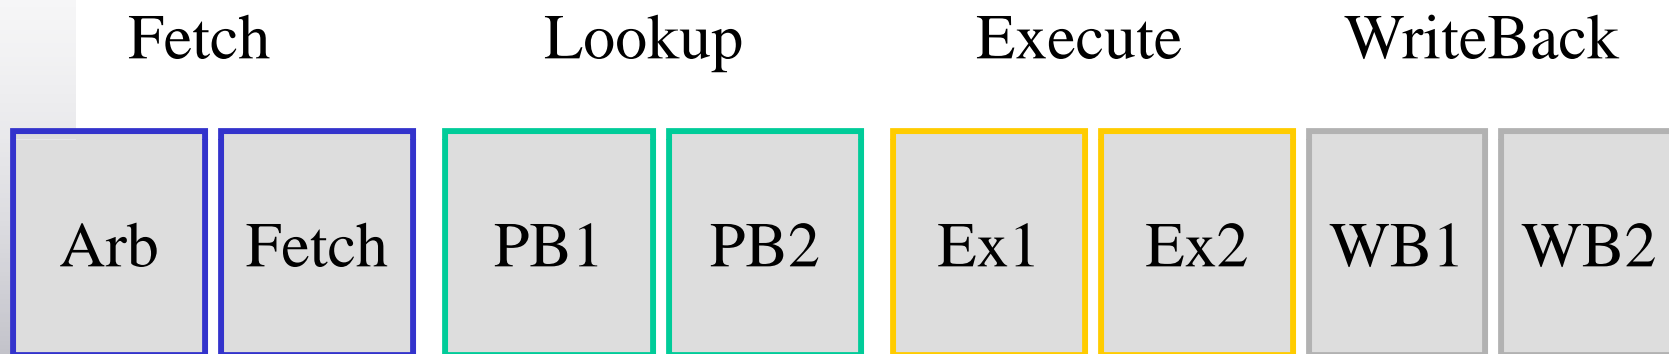 Fetch Lookup Execute WriteBack
Arb Fetch PB1 PB2 Ex1 Ex2 WB1 WB2